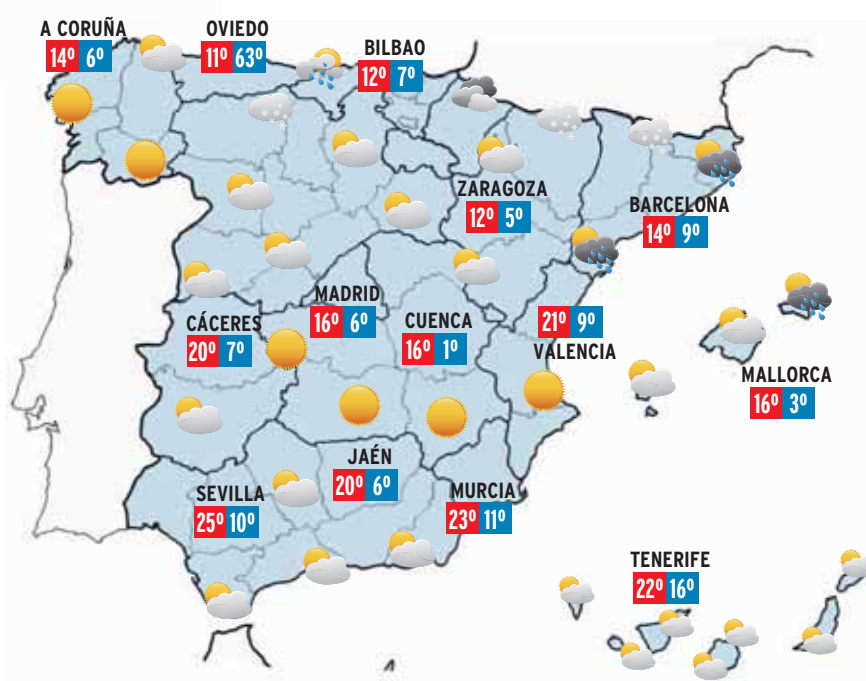 A CORUÑA
14º 6º
OVIEDO
11º 63º
BILBAO
12º 7º
ZARAGOZA
12º 5º
BARCELONA
14º 9º
MADRID
16º 6º
CUENCA
16º 1º
CÁCERES
20º 7º
21º 9º
VALENCIA
MALLORCA
16º 3º
JAÉN
20º 6º
SEVILLA
25º 10º
MURCIA
23º 11º
TENERIFE
22º 16º